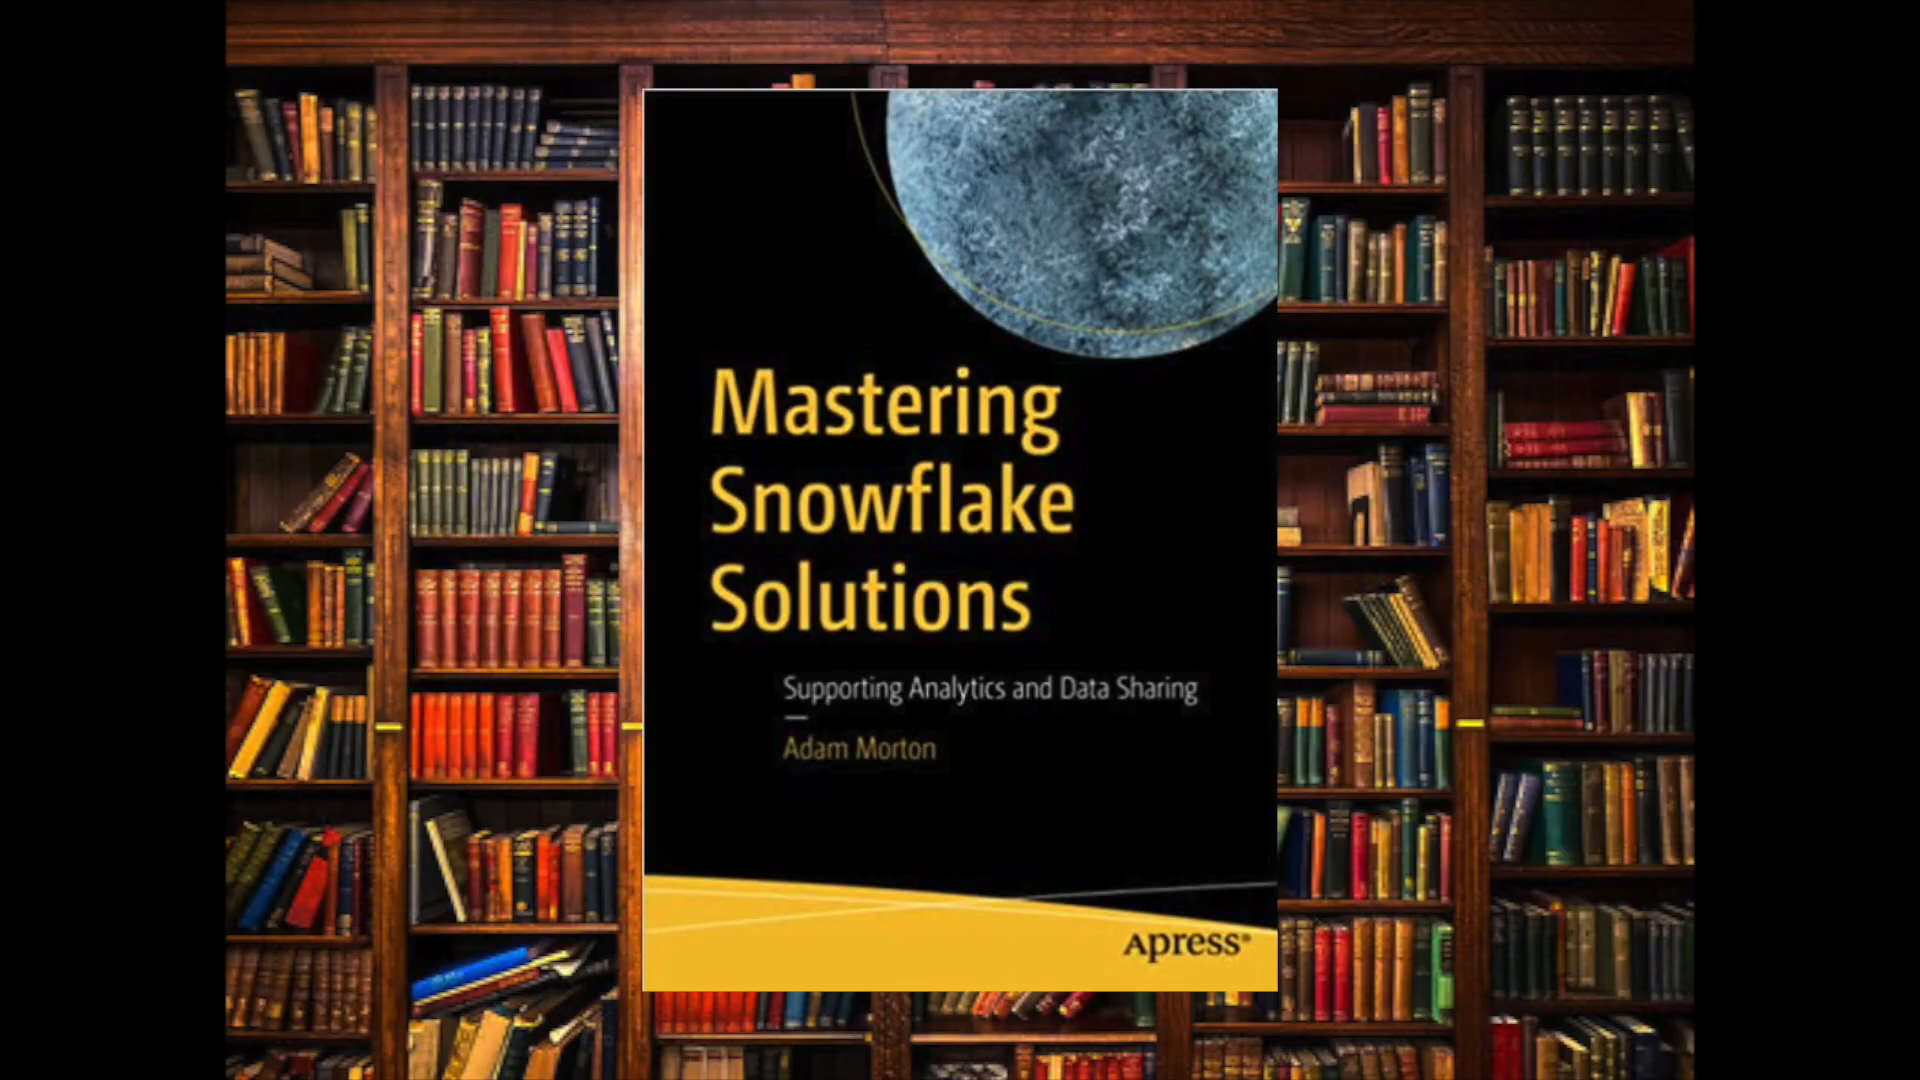 Mastering
Snowflake
Solutions
Supporting Analytics and Data Sharing
Adam Morton
Apress®